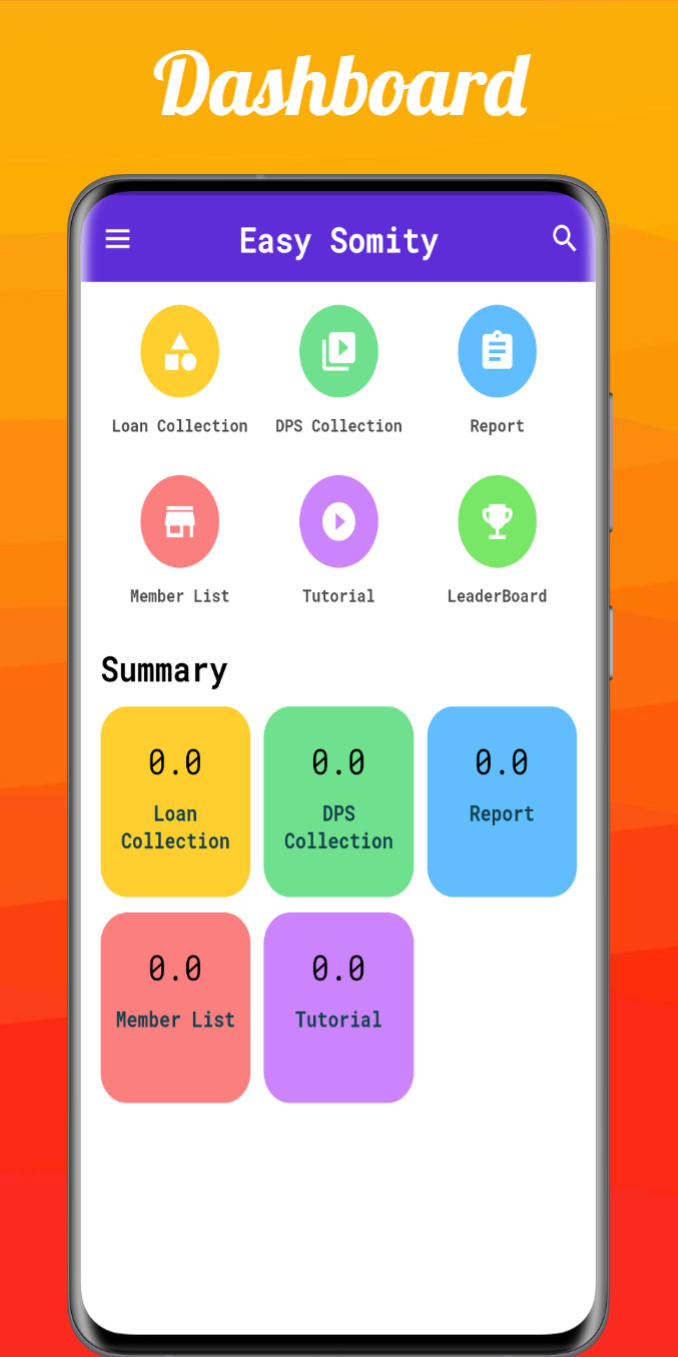 Dashboard
Easy Somity
Loan Collection
DPS Collection
Report
Member List
Tutorial
LeaderBoard
Summary
0.0
Loan
Collection
0.0
DPS
Collection
0.0
Report
0.0
Member List
0.0
Tutorial